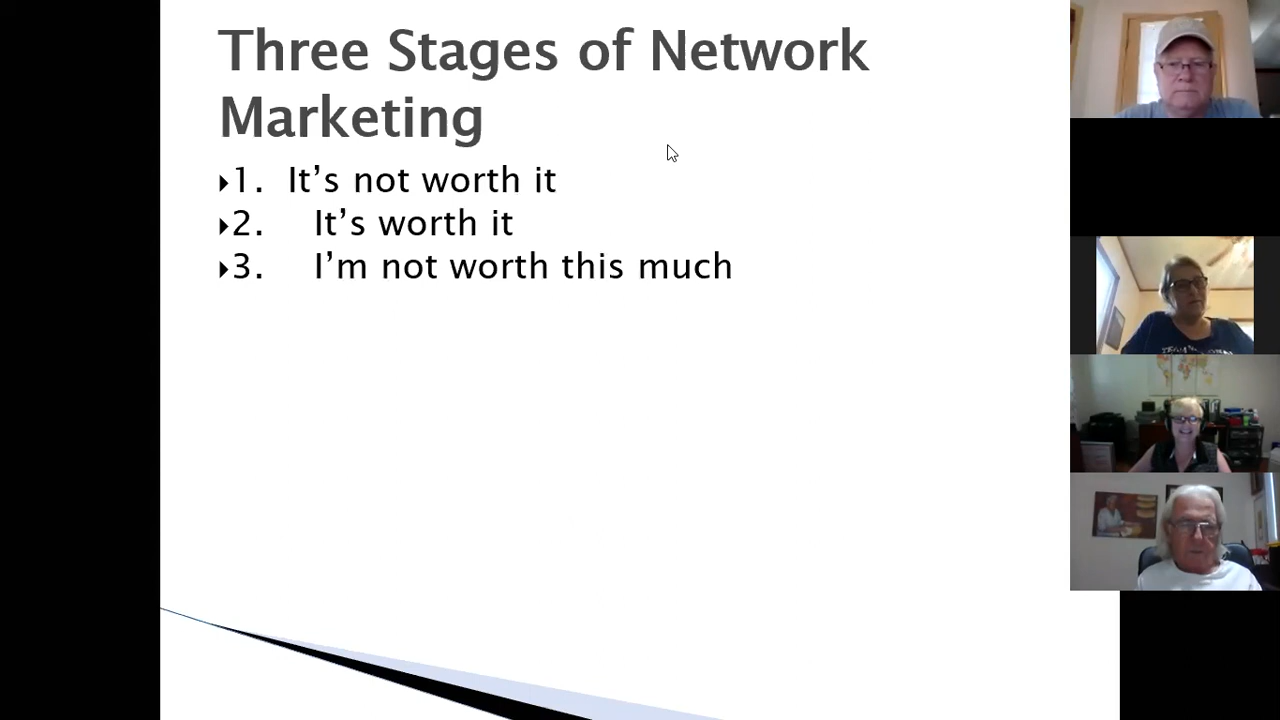 Three Stages of Network
Marketing
1. It's not worth it
2. It's worth it
3. I'm not worth this much